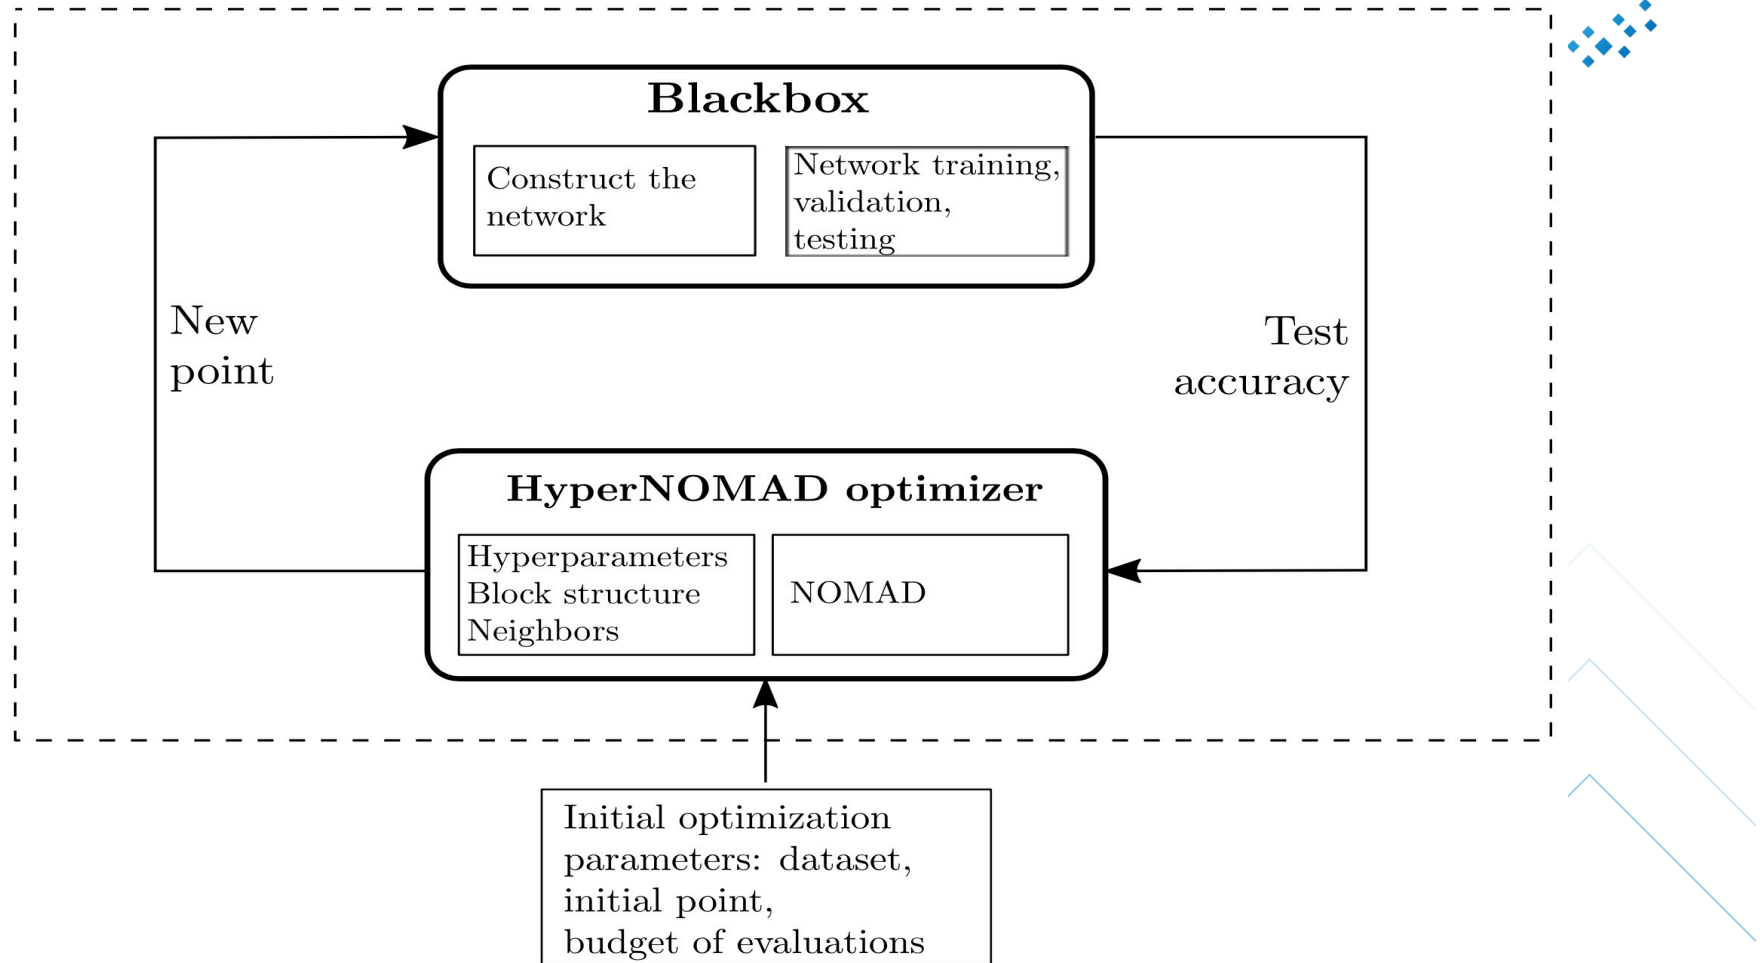 Blackbox
Construct the
network
Network training,
validation,
testing
New
point
Test
accuracy
HyperNOMAD optimizer
Hyperparameters
Block structure
Neighbors
NOMAD
Initial optimization
parameters: dataset,
initial point,
budget of evaluations